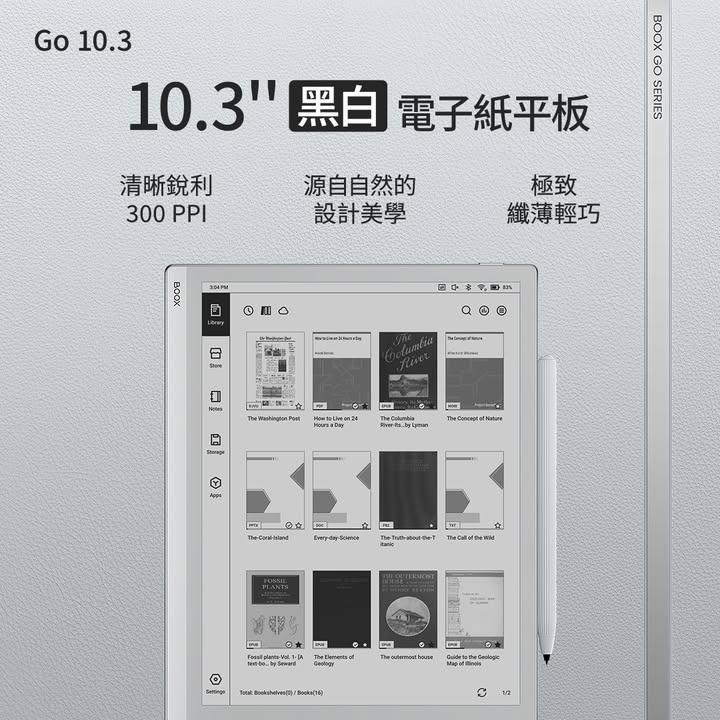 Go 10.3
BOOX GO SERIES
10.3" 黑白 電子紙平板
清晰銳利
300 PPI
源自自然的
設計美學
極致
纖薄輕巧
BOOX
3:04 PM
83%
Library
Store
Notes
Storage
Apps
Settings
The Washington Post
DJVU
The Washington Post
How to Live on 24 Hours a Day
PDF
How to Live on 24
Hours a Day
The
Columbia
River
EPUB
The Columbia
River-Its...by Lyman
The Concept of Nature
MOBI
The Concept of Nature
PPTX
The-Coral-Island
DOC
Every-day-Science
FB2
The-Truth-about-the-T
itanic
TXT
The Call of the Wild
FOSSIL
PLANTS
EPUB
Fossil plants-Vol. 1- [A
text-bo... by Seward
EPUB
The Elements of
Geology
THE OUTERMOST
HOUSE
EPUB
The outermost house
EPUB
Guide to the Geologic
Map of Illinois
Total: Bookshelves(0) / Books(16)
1/2